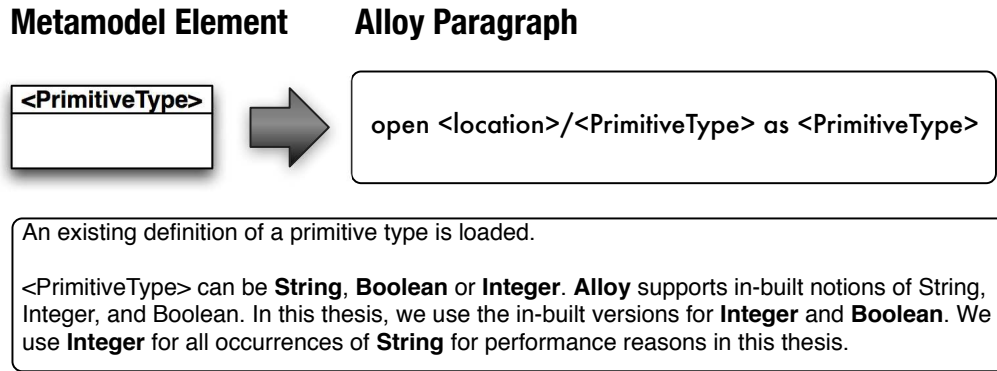 Metamodel Element Alloy Paragraph
<PrimitiveType>
open <location>/<PrimitiveType> as <PrimitiveType>
An existing definition of a primitive type is loaded.
<PrimitiveType> can be String, Boolean or Integer. Alloy supports in-built notions of String,
Integer, and Boolean. In this thesis, we use the in-built versions for Integer and Boolean. We
use Integer for all occurrences of String for performance reasons in this thesis.